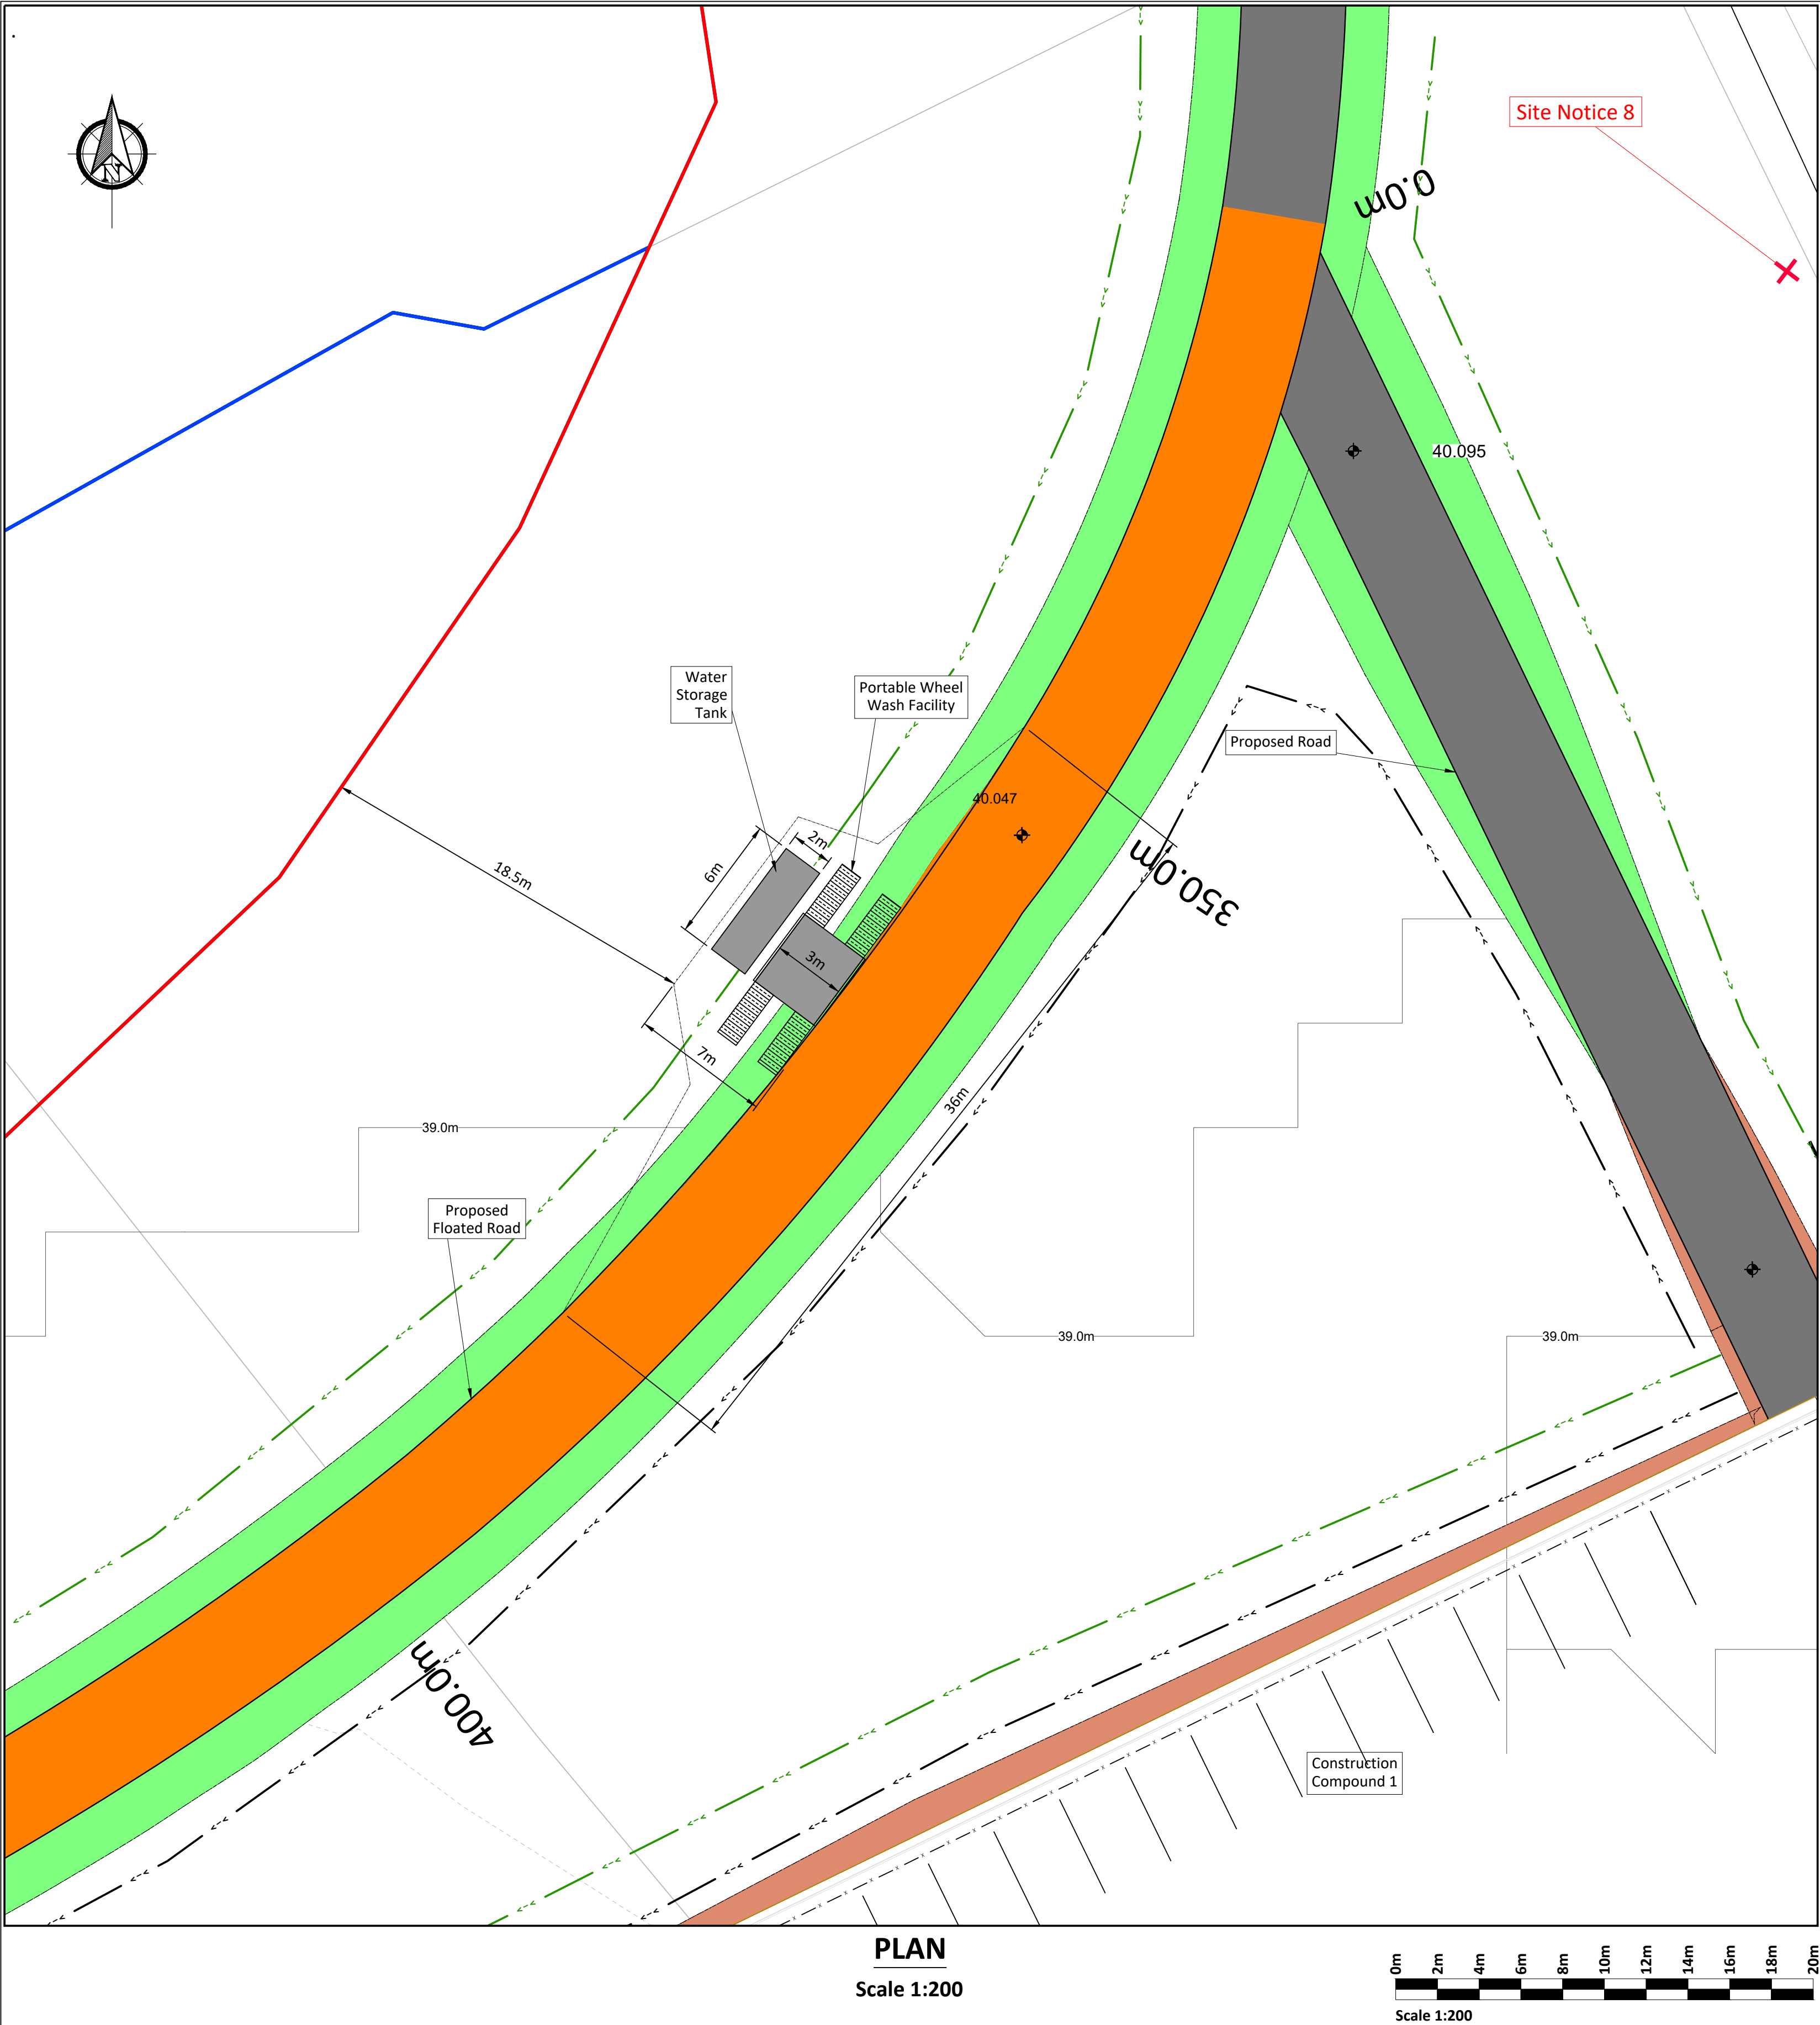 N
Site Notice 8
0.0m
40.095
Water
Storage
Tank
Portable Wheel
Wash Facility
Proposed Road
40.047
2m
6m
18.5m
350.0m
3m
7m
36m
39.0m
Proposed
Floated Road
39.0m
39.0m
400.0m
Construction
Compound 1
PLAN
Scale 1:200
0m 2m 4m 6m 8m 10m 12m 14m 16m 18m 20m
Scale 1:200